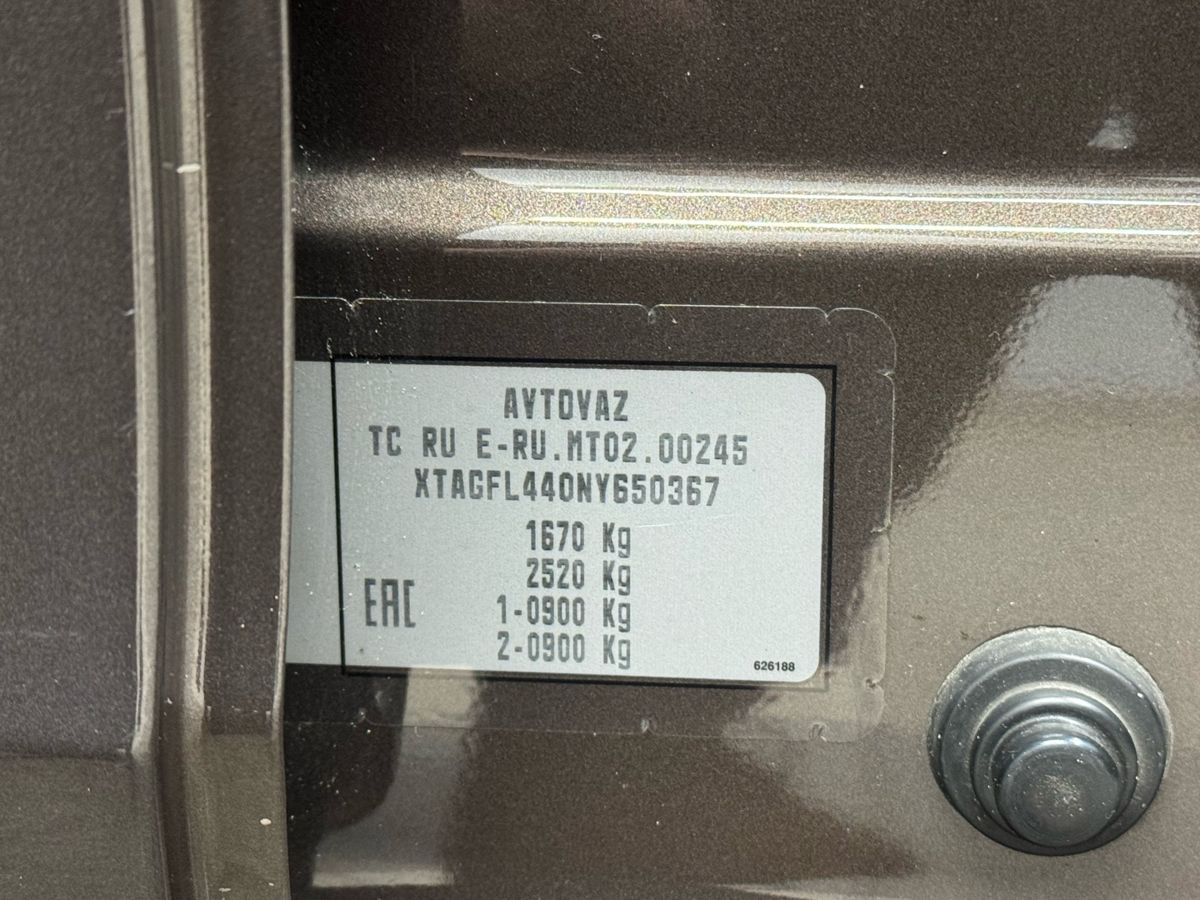 AVTOVAZ
TC RU E-RU.MT02.00245
XTAGFL440NY650367
1670 Kg
2520 Kg
EAC
1-0900 Kg
2-0900 Kg
626188